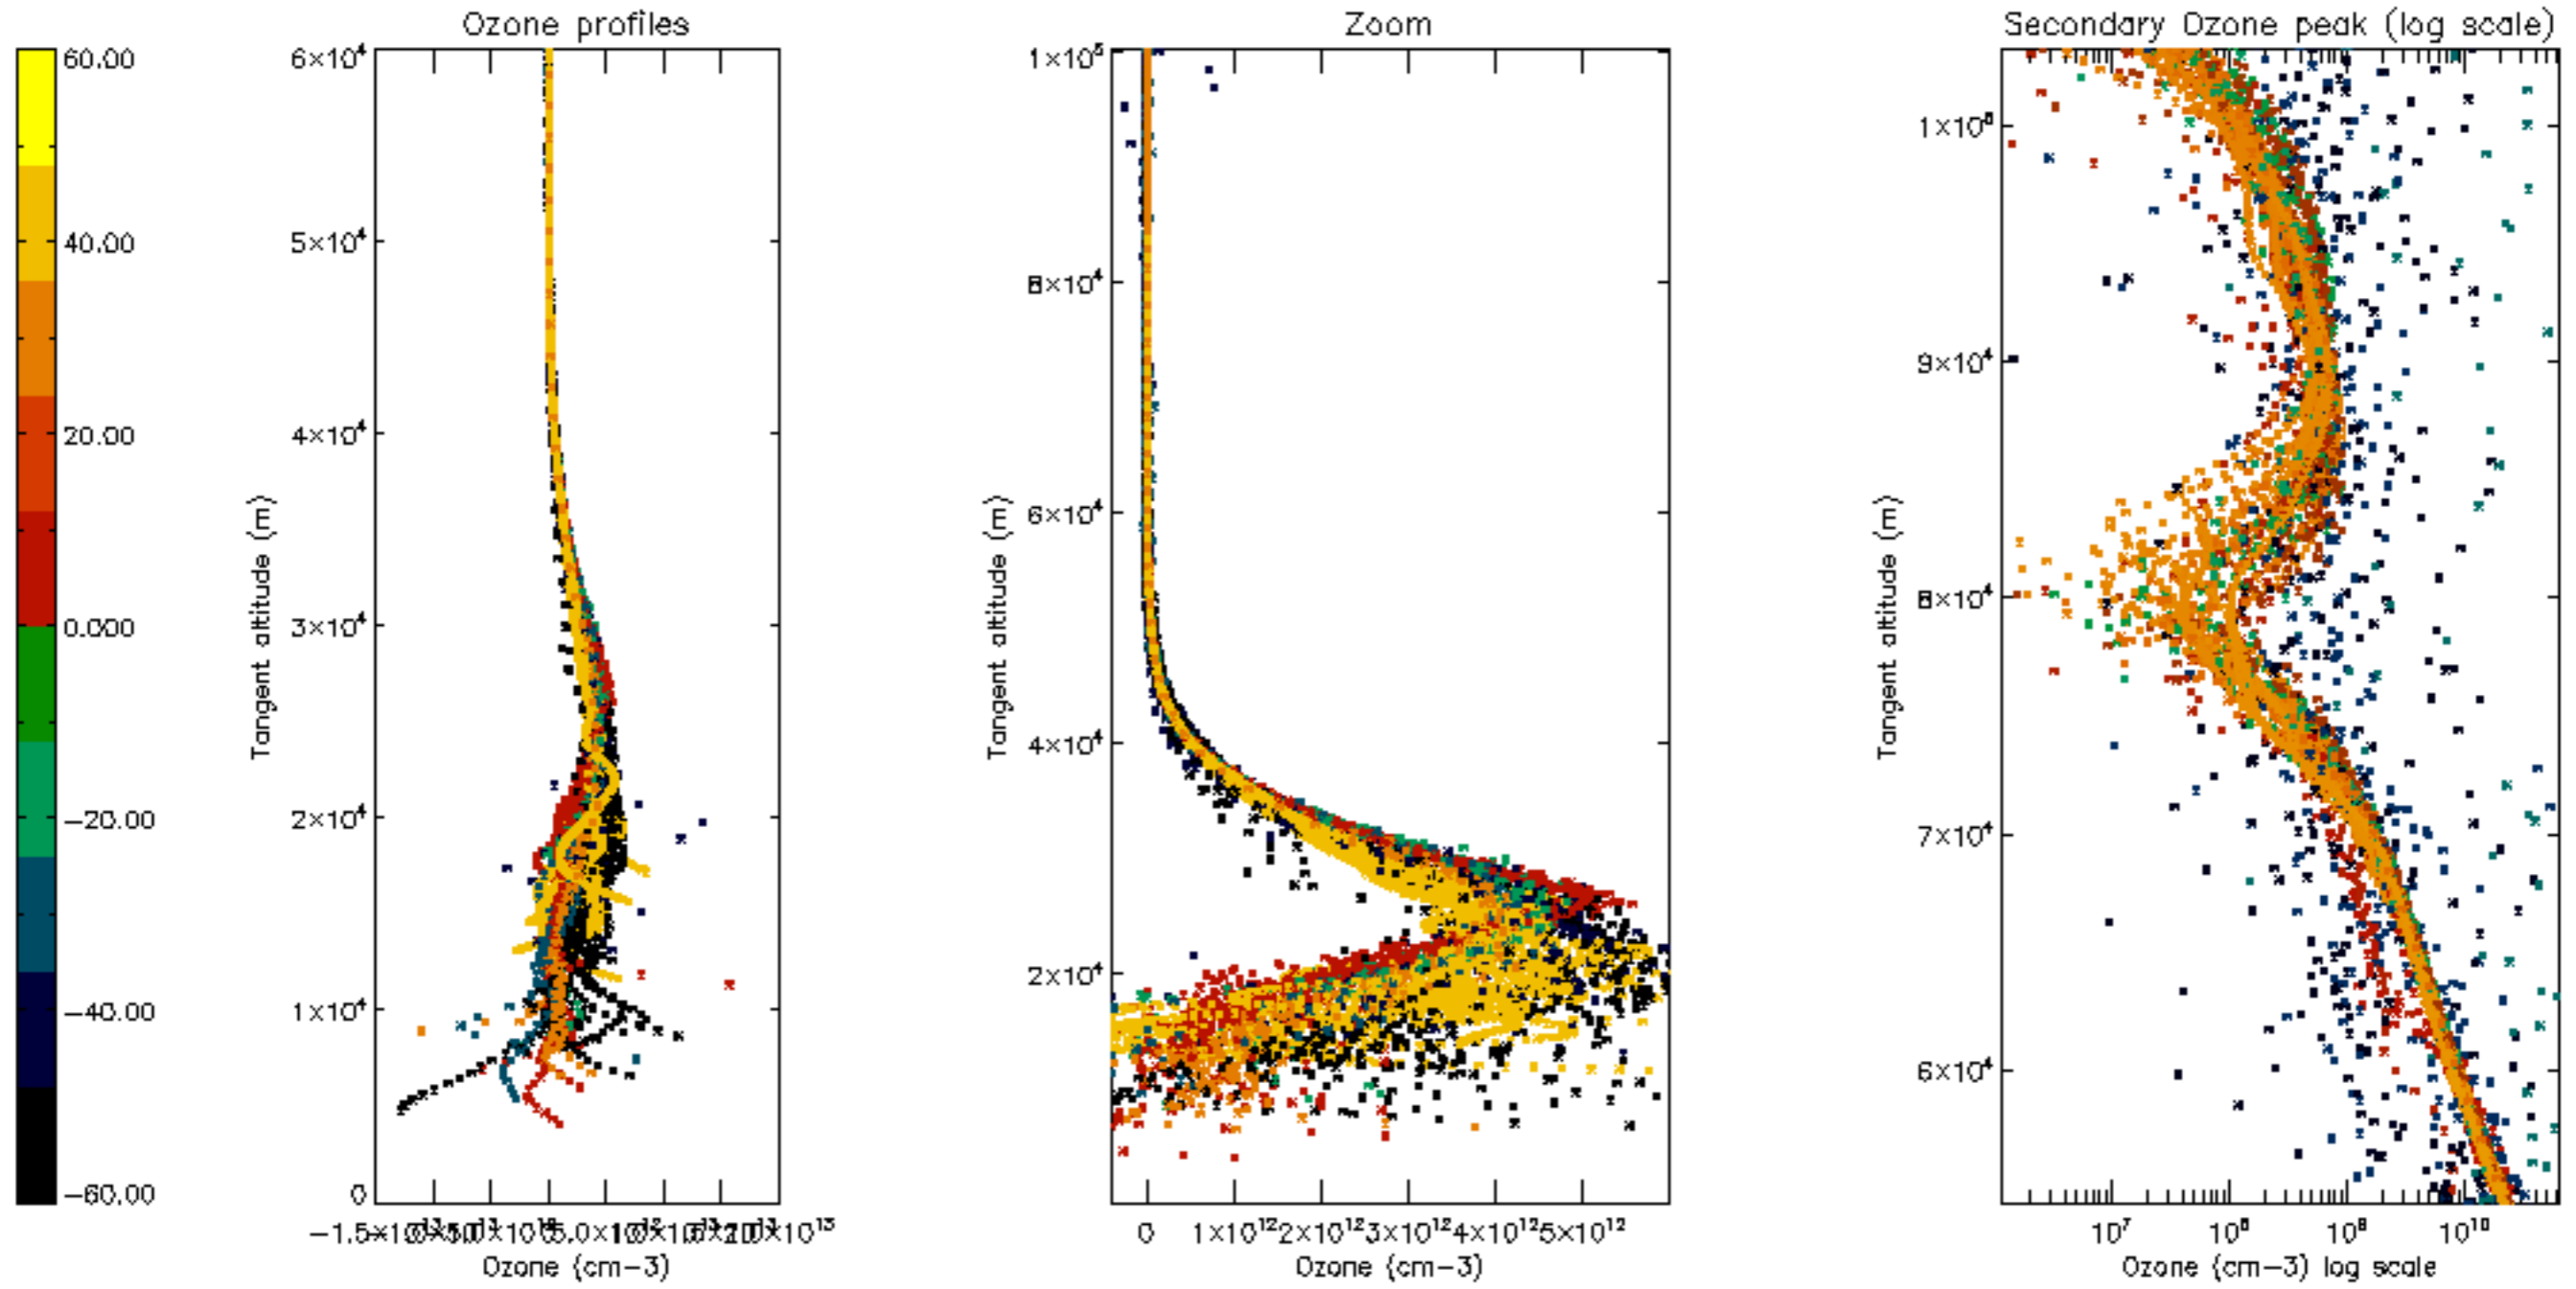 Ozone profiles
Zoom
Secondary Ozone peak (log scale)
60.00
40.00
20.00
0.000
−20.00
−40.00
−60.00
Tangent altitude (m)
6×10⁴
5×10⁴
4×10⁴
3×10⁴
2×10⁴
1×10⁴
0
Ozone (cm−3)
Tangent altitude (m)
1×10⁵
8×10⁴
6×10⁴
4×10⁴
2×10⁴
0 1×10¹² 2×10¹² 3×10¹² 4×10¹² 5×10¹²
Ozone (cm−3)
Tangent altitude (m)
1×10⁵
9×10⁴
8×10⁴
7×10⁴
6×10⁴
10⁷ 10⁸ 10⁹ 10¹⁰
Ozone (cm−3) log scale